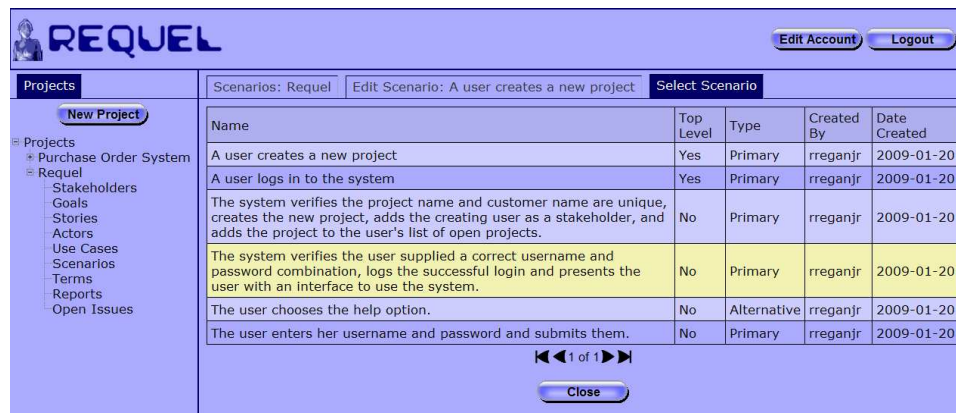 REQUEL
Edit Account
Logout
Projects
New Project
Projects
Purchase Order System
Requel
Stakeholders
Goals
Stories
Actors
Use Cases
Scenarios
Terms
Reports
Open Issues
Scenarios: Requel
Edit Scenario: A user creates a new project
Select Scenario
Name
Top
Level
Type
Created
By
Date
Created
A user creates a new project Yes Primary rreganjr 2009-01-20
A user logs in to the system Yes Primary rreganjr 2009-01-20
The system verifies the project name and customer name are unique,
creates the new project, adds the creating user as a stakeholder, and
adds the project to the user's list of open projects.
No Primary rreganjr 2009-01-20
The system verifies the user supplied a correct username and
password combination, logs the successful login and presents the
user with an interface to use the system.
No Primary rreganjr 2009-01-20
The user chooses the help option. No Alternative rreganjr 2009-01-20
The user enters her username and password and submits them. No Primary rreganjr 2009-01-20
1 of 1
Close